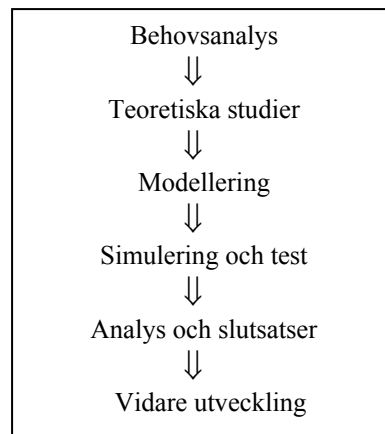 Behovsanalys
⇓
Teoretiska studier
⇓
Modellering
⇓
Simulering och test
⇓
Analys och slutsatser
⇓
Vidare utveckling